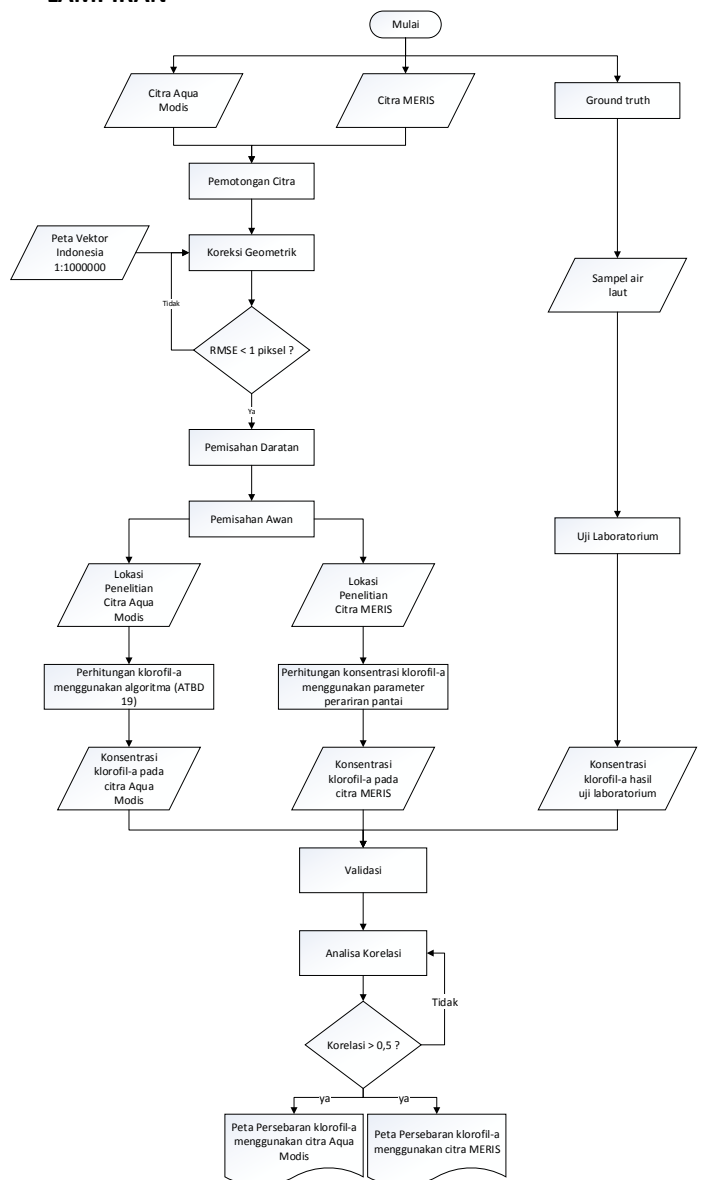 LAMPIRAN
Mulai
Citra Aqua
Modis
Citra MERIS
Ground truth
Pemotongan Citra
Peta Vektor
Indonesia
1:1000000
Koreksi Geometrik
Sampel air
laut
Tidak
RMSE < 1 piksel ?
Ya
Pemisahan Daratan
Pemisahan Awan
Uji Laboratorium
Lokasi
Penelitian
Citra Aqua
Modis
Lokasi
Penelitian
Citra MERIS
Perhitungan klorofil-a
menggunakan algoritma (ATBD
19)
Perhitungan konsentrasi klorofil-a
menggunakan parameter
perariran pantai
Konsentrasi
klorofil-a pada
citra Aqua
Modis
Konsentrasi
klorofil-a pada
citra MERIS
Konsentrasi
klorofil-a hasil
uji laboratorium
Validasi
Analisa Korelasi
Tidak
Korelasi > 0,5 ?
ya
ya
Peta Persebaran klorofil-a
menggunakan citra Aqua
Modis
Peta Persebaran klorofil-a
menggunakan citra MERIS